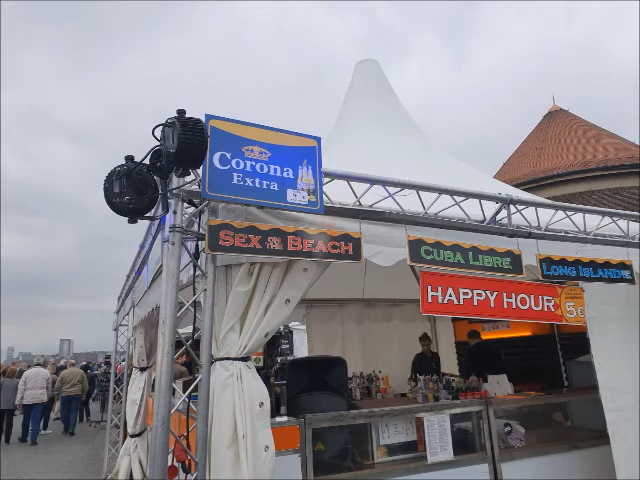 Corona
Extra
SEX ON THE BEACH
CUBA LIBRE
LONG ISLAND
HAPPY HOUR
5€